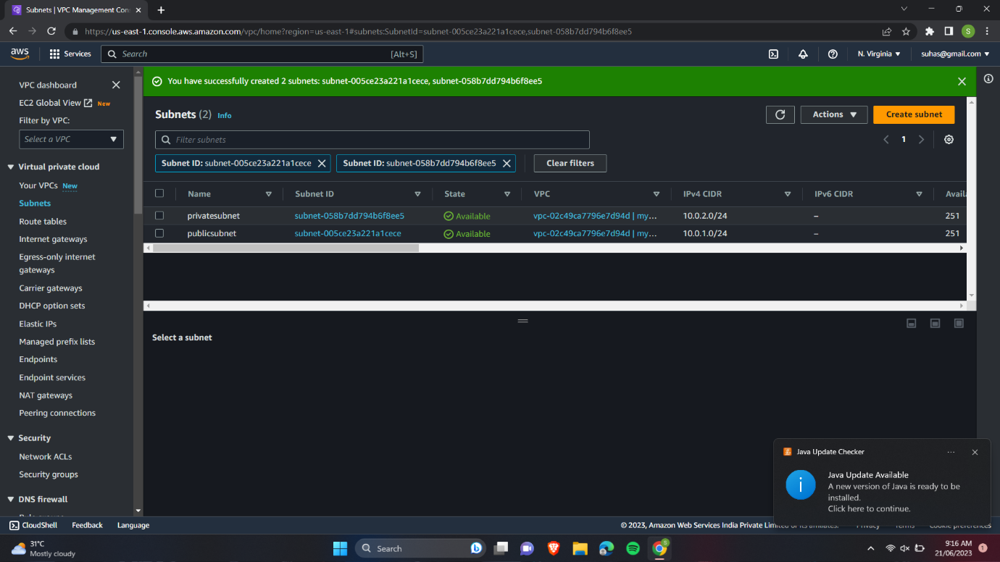 Subnets | VPC Management Con
https://us-east-1.console.aws.amazon.com/vpc/home?region=us-east-1#subnets:SubnetId=subnet-005ce23a221a1cece,subnet-058b7dd794b6f8ee5
S
aws
Services
Search
[Alt+S]
N. Virginia
suhas@gmail.com
VPC dashboard
EC2 Global View New
Filter by VPC:
Select a VPC
Virtual private cloud
Your VPCs New
Subnets
Route tables
Internet gateways
Egress-only internet
gateways
Carrier gateways
DHCP option sets
Elastic IPs
Managed prefix lists
Endpoints
Endpoint services
NAT gateways
Peering connections
Security
Network ACLs
Security groups
DNS firewall
You have successfully created 2 subnets: subnet-005ce23a221a1cece, subnet-058b7dd794b6f8ee5
Subnets (2) Info
Actions
Create subnet
Filter subnets
1
Subnet ID: subnet-005ce23a221a1cece
Subnet ID: subnet-058b7dd794b6f8ee5
Clear filters
Name Subnet ID State VPC IPv4 CIDR IPv6 CIDR Availa
privatesubnet subnet-058b7dd794b6f8ee5 Available vpc-02c49ca7796e7d94d | my... 10.0.2.0/24 – 251
publicsubnet subnet-005ce23a221a1cece Available vpc-02c49ca7796e7d94d | my... 10.0.1.0/24 – 251
Select a subnet
Java Update Checker
Java Update Available
A new version of Java is ready to be
installed.
Click here to continue.
CloudShell Feedback Language
© 2023, Amazon Web Services India Private Limited or its affiliates. Privacy Terms Cookie preferences
31°C
Mostly cloudy
Search
9:16 AM
21/06/2023
1